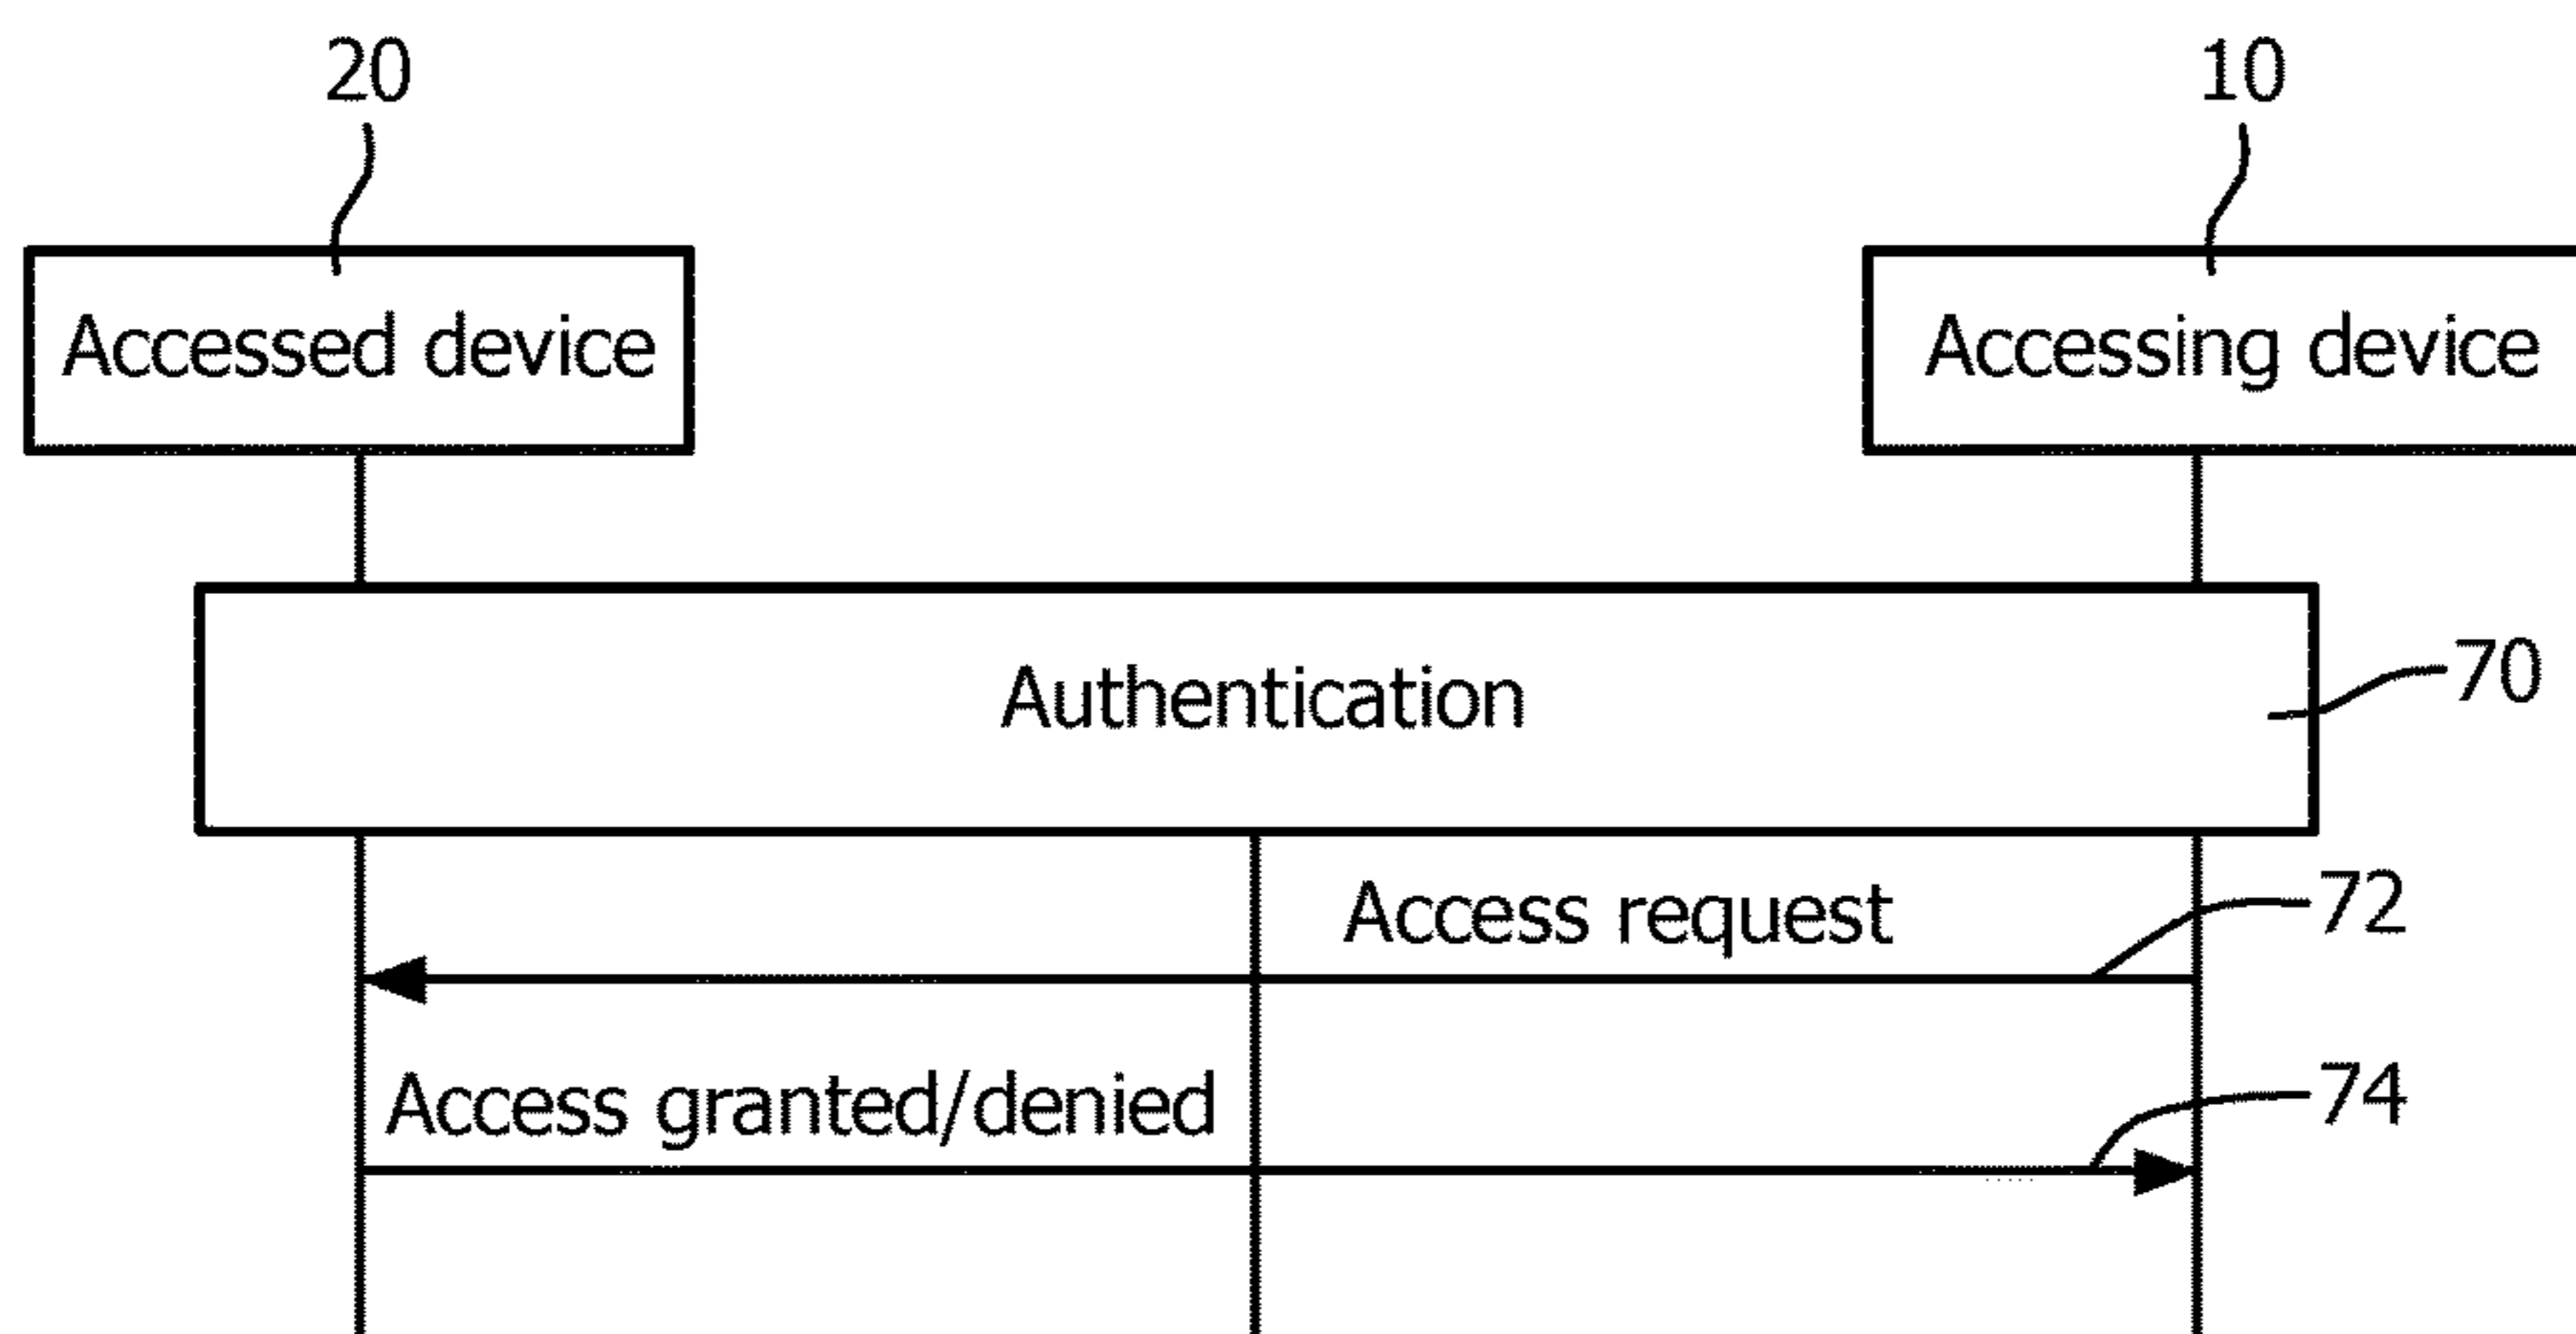 20
10
Accessed device
Accessing device
Authentication
70
Access request
72
Access granted/denied
74